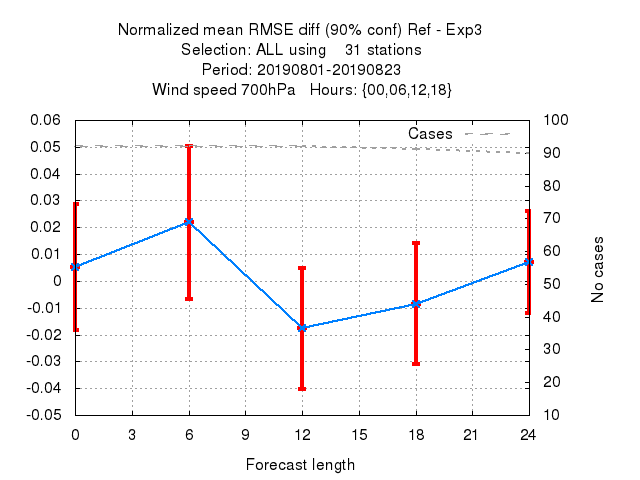 Normalized mean RMSE diff (90% conf) Ref - Exp3
Selection: ALL using    31 stations
Period: 20190801-20190823
Wind speed 700hPa   Hours: {00,06,12,18}
0.06
0.05
0.04
0.03
0.02
0.01
0
-0.01
-0.02
-0.03
-0.04
-0.05
Cases
100
90
80
70
60
50
40
30
20
10
No cases
0 3 6 9 12 15 18 21 24
Forecast length